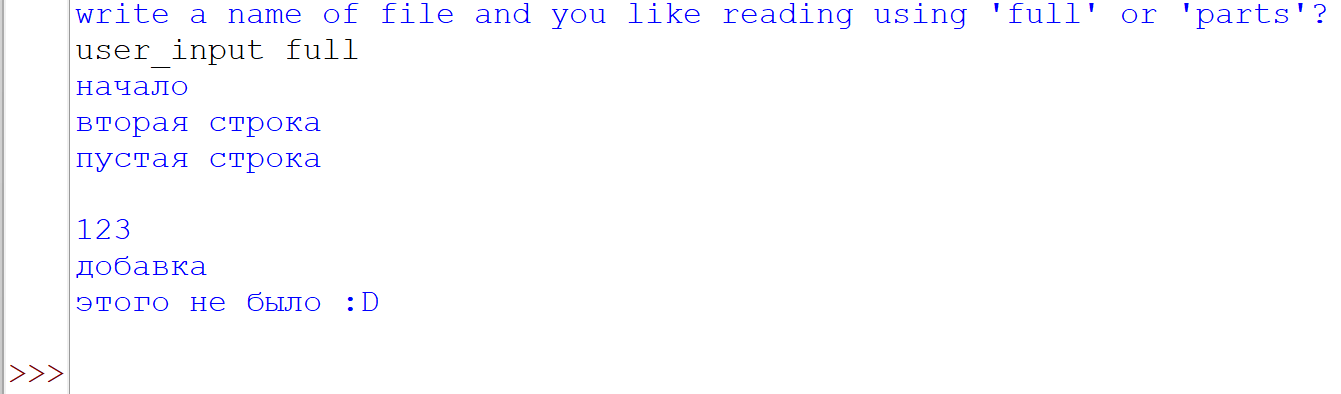 write a name of file and you like reading using 'full' or 'parts'?
user_input full
начало
вторая строка
пустая строка
123
добавка
этого не было :D
>>>